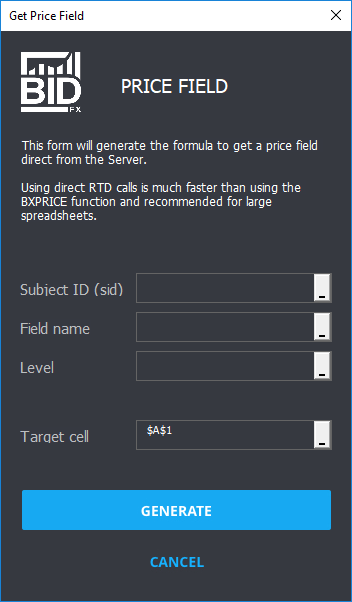 Get Price Field
BID
FX
PRICE FIELD
This form will generate the formula to get a price field
direct from the Server.
Using direct RTD calls is much faster than using the
BXPRICE function and recommended for large
spreadsheets.
Subject ID (sid)
Field name
Level
Target cell
$A$1
GENERATE
CANCEL